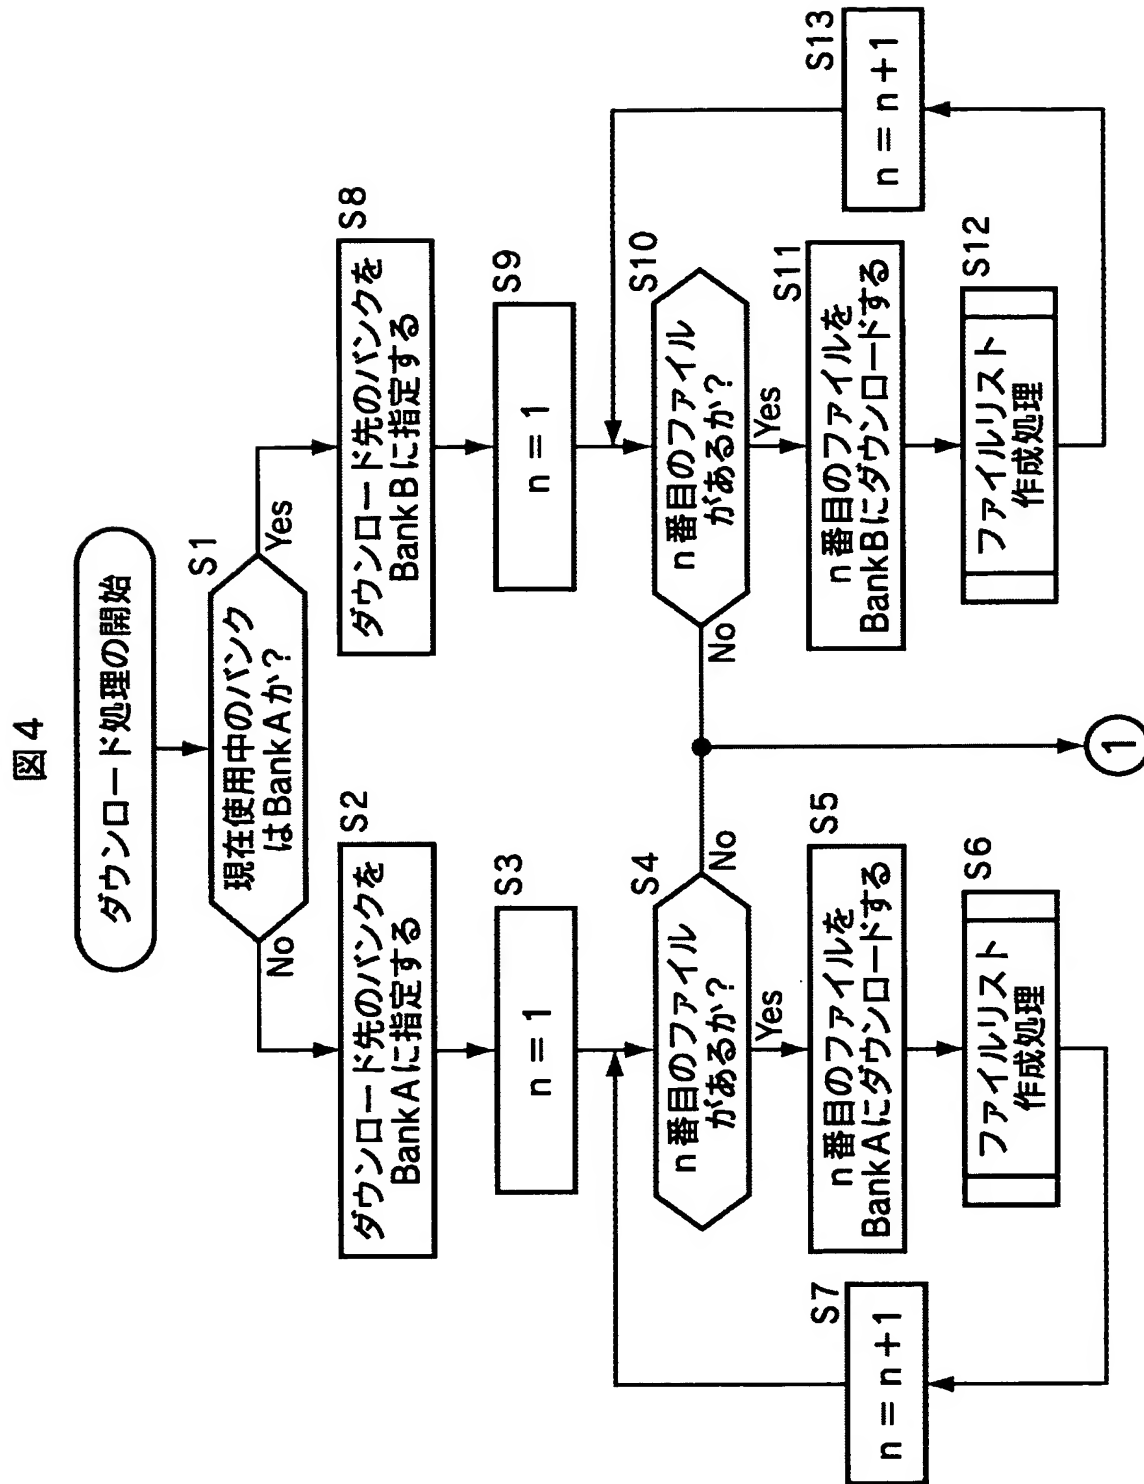 図4
ダウンロード処理の開始
S1
現在使用中のバンク
はBankAか？
No
Yes
S2
ダウンロード先のバンクを
BankAに指定する
S3
n = 1
S4
n番目のファイル
があるか？
No
Yes
S5
n番目のファイルを
BankAにダウンロードする
S6
ファイルリスト
作成処理
S7
n = n + 1
S8
ダウンロード先のバンクを
BankBに指定する
S9
n = 1
S10
n番目のファイル
があるか？
No
Yes
S11
n番目のファイルを
BankBにダウンロードする
S12
ファイルリスト
作成処理
S13
n = n + 1
1